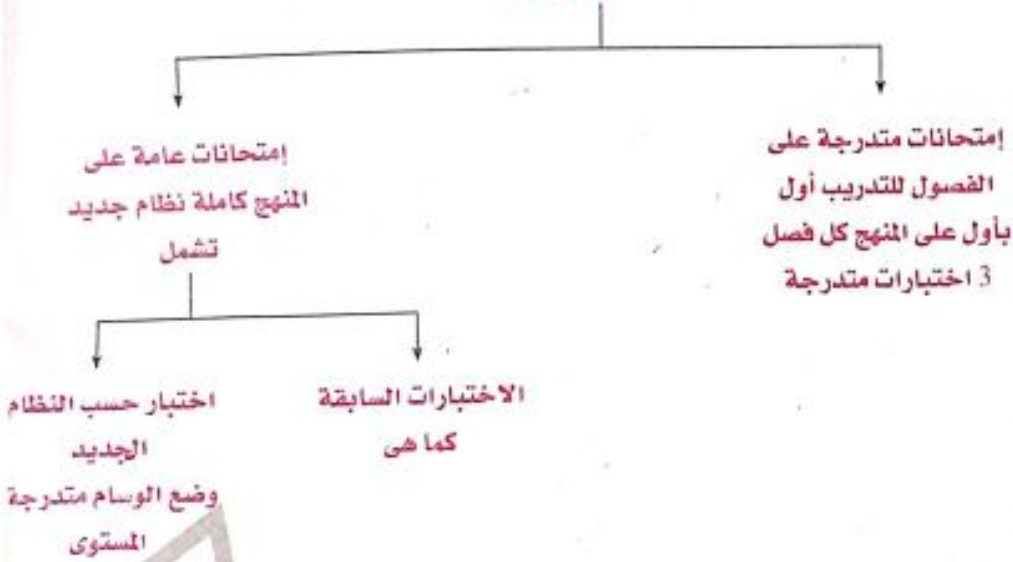 إمتحانات متدرجة على
الفصول للتدريب أول
بأول على المنهج كل فصل
3 اختبارات متدرجة
إمتحانات عامة على
المنهج كاملة نظام جديد
تشمل
الاختبارات السابقة
كما هى
اختبار حسب النظام
الجديد
وضع الوسام متدرجة
المستوى